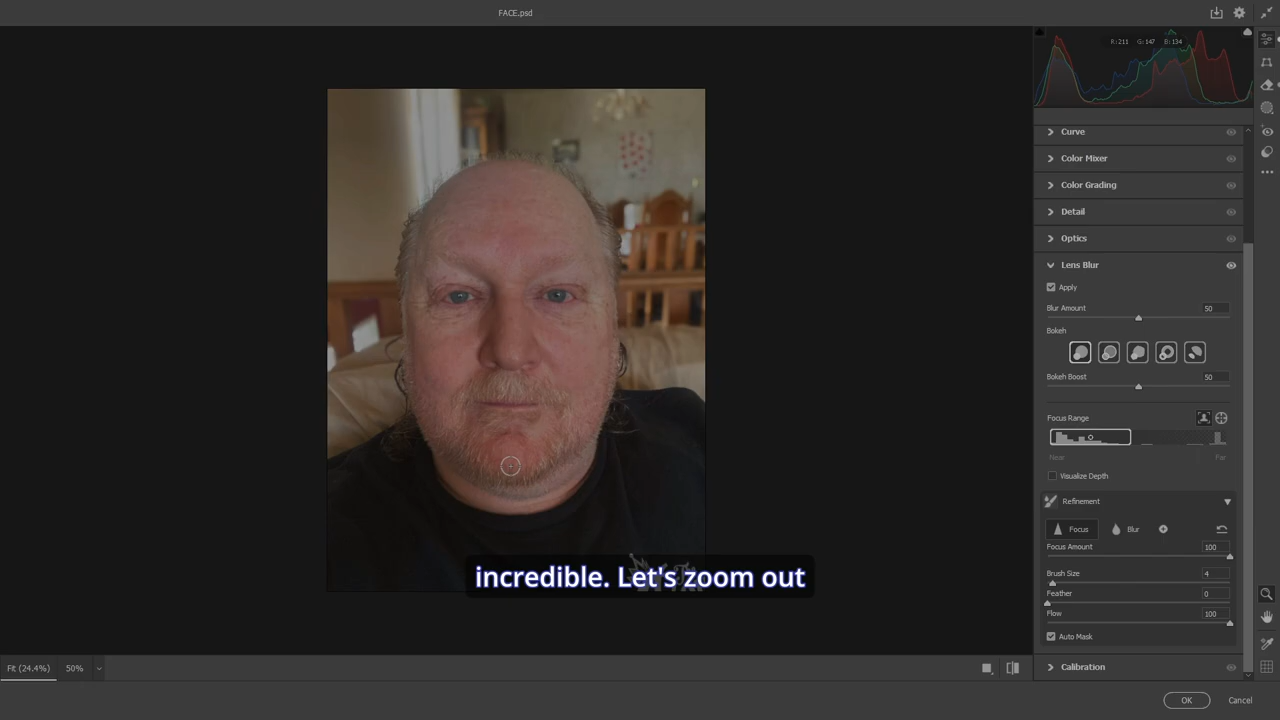 FACE.psd
R: 211 G: 147 B: 134
Curve
Color Mixer
Color Grading
Detail
Optics
Lens Blur
Apply
Blur Amount 50
Bokeh
Bokeh Boost 50
Focus Range
Near Far
Visualize Depth
Refinement
Focus Blur
Focus Amount 100
Brush Size 4
Feather 0
Flow 100
Auto Mask
Calibration
incredible. Let's zoom out
Fit (24.4%) 50%
OK Cancel